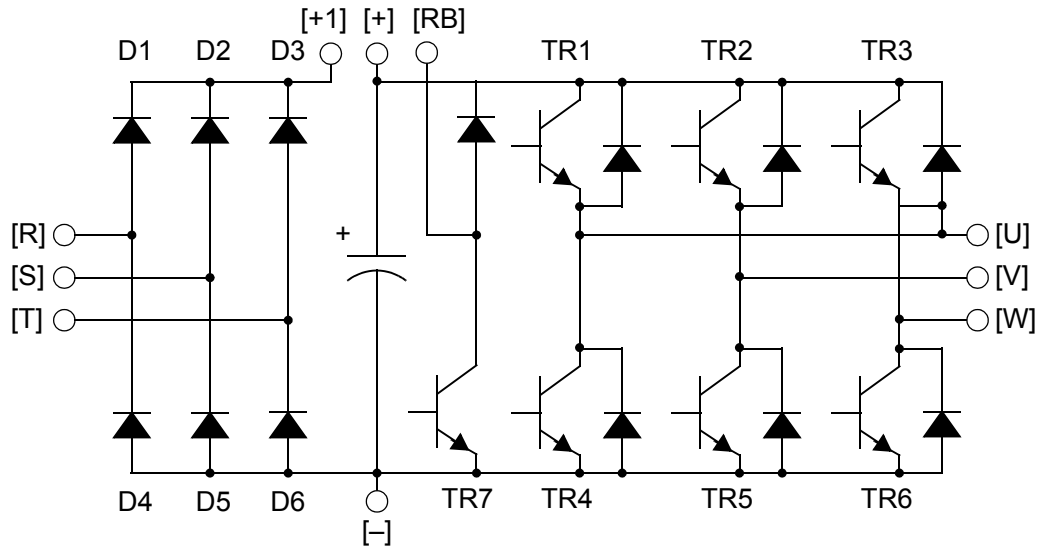 [+1] [+] [RB]
D1 D2 D3 TR1 TR2 TR3
[R] + [U]
[S] [V]
[T] [W]
D4 D5 D6 TR7 TR4 TR5 TR6
[–]